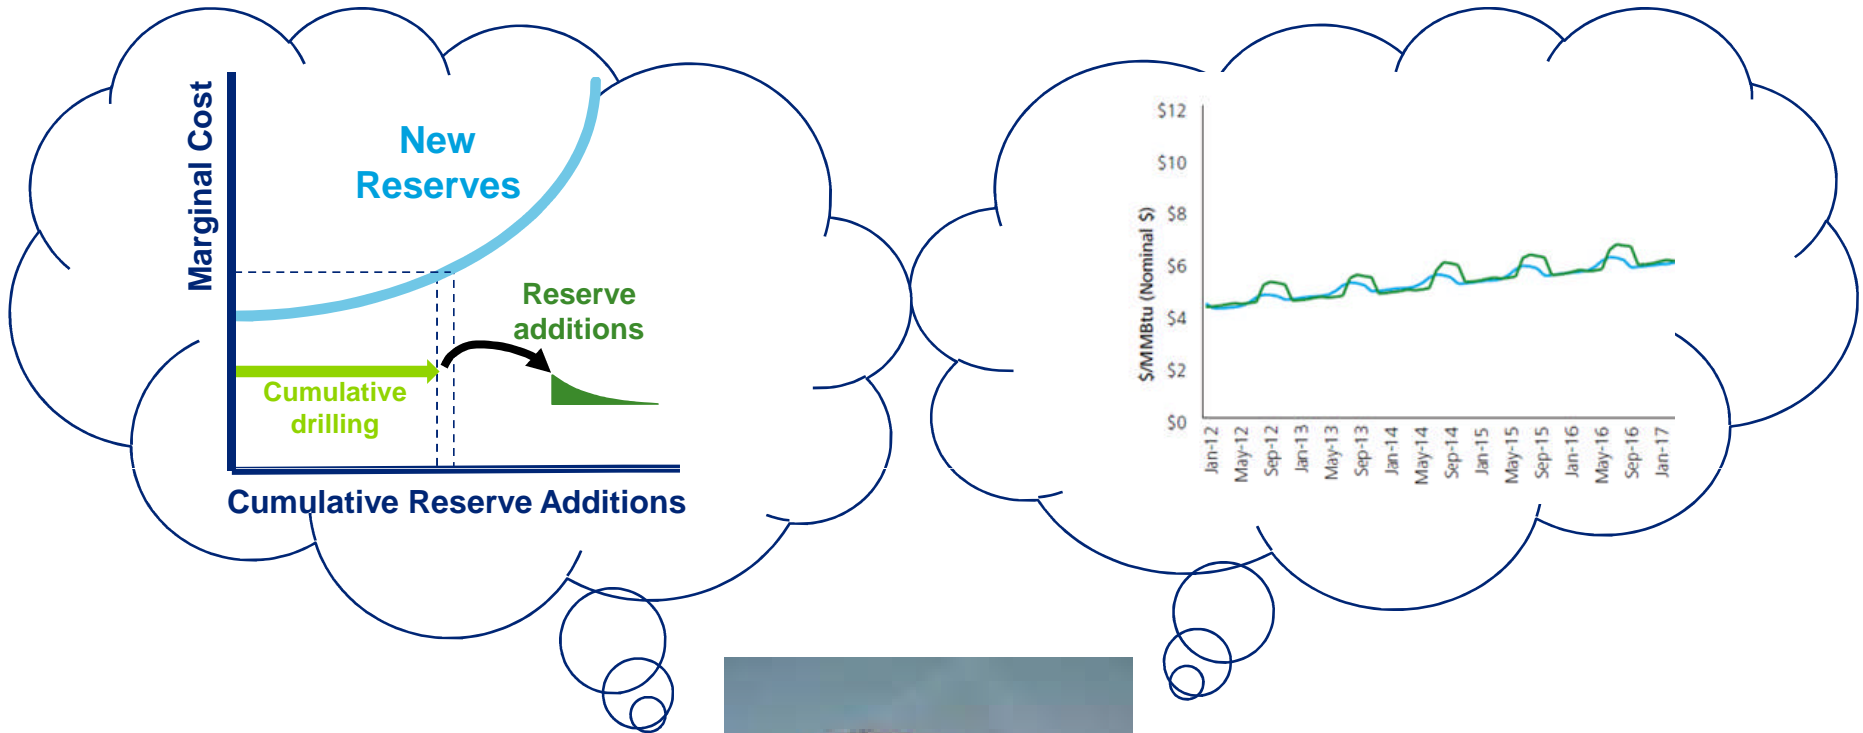 Marginal Cost
New
Reserves
Reserve
additions
Cumulative
drilling
Cumulative Reserve Additions
$/MMBtu (Nominal $)
$12
$10
$8
$6
$4
$2
$0
Jan-12
May-12
Sep-12
Jan-13
May-13
Sep-13
Jan-14
May-14
Sep-14
Jan-15
May-15
Sep-15
Jan-16
May-16
Sep-16
Jan-17